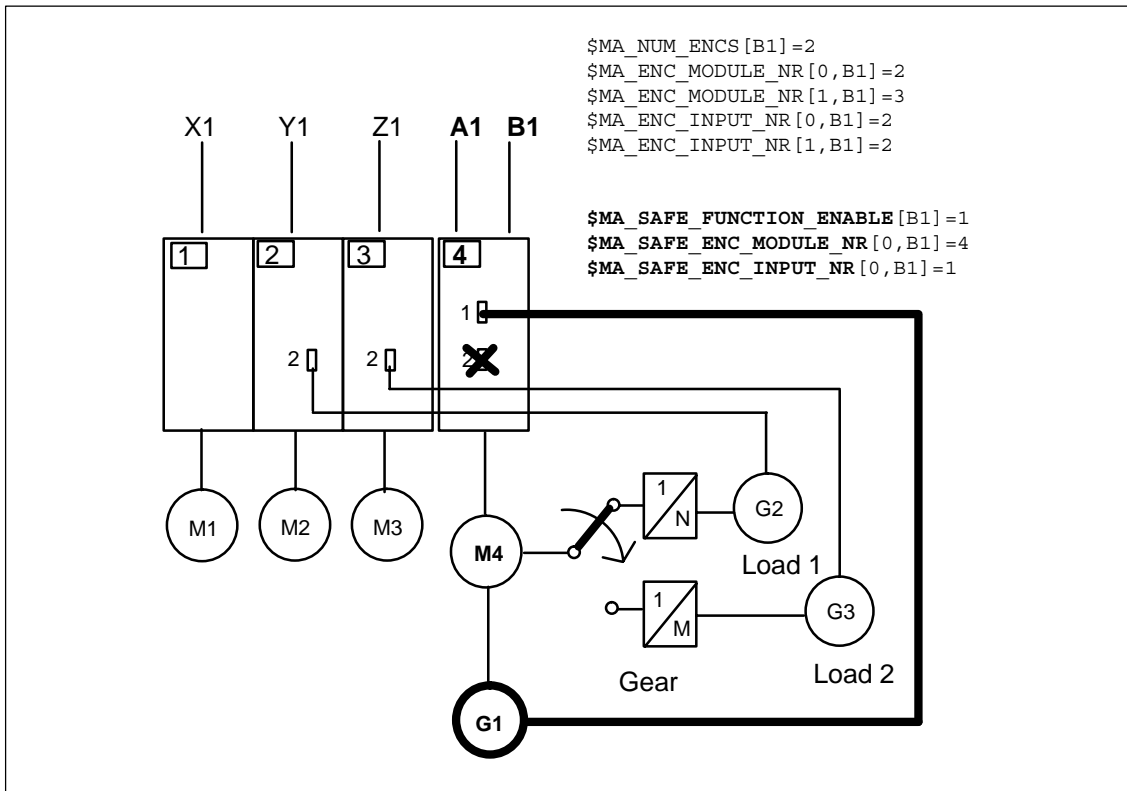 $MA_NUM_ENCS[B1]=2
$MA_ENC_MODULE_NR[0,B1]=2
$MA_ENC_MODULE_NR[1,B1]=3
$MA_ENC_INPUT_NR[0,B1]=2
$MA_ENC_INPUT_NR[1,B1]=2
X1 Y1 Z1 A1 B1
$MA_SAFE_FUNCTION_ENABLE[B1]=1
$MA_SAFE_ENC_MODULE_NR[0,B1]=4
$MA_SAFE_ENC_INPUT_NR[0,B1]=1
1 2 3 4
1
2 2 2
1
N
G2
M1 M2 M3 M4
Load 1
1
M
G3
Load 2
Gear
G1